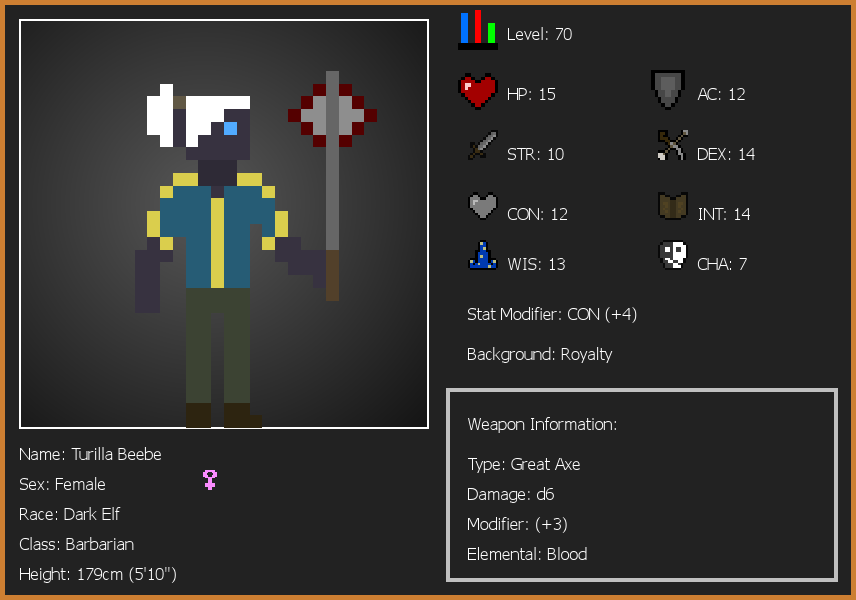 Level: 70
HP: 15
AC: 12
STR: 10
DEX: 14
CON: 12
INT: 14
WIS: 13
CHA: 7
Stat Modifier: CON (+4)
Background: Royalty
Weapon Information:
Type: Great Axe
Damage: d6
Modifier: (+3)
Elemental: Blood
Name: Turilla Beebe
Sex: Female
Race: Dark Elf
Class: Barbarian
Height: 179cm (5'10")